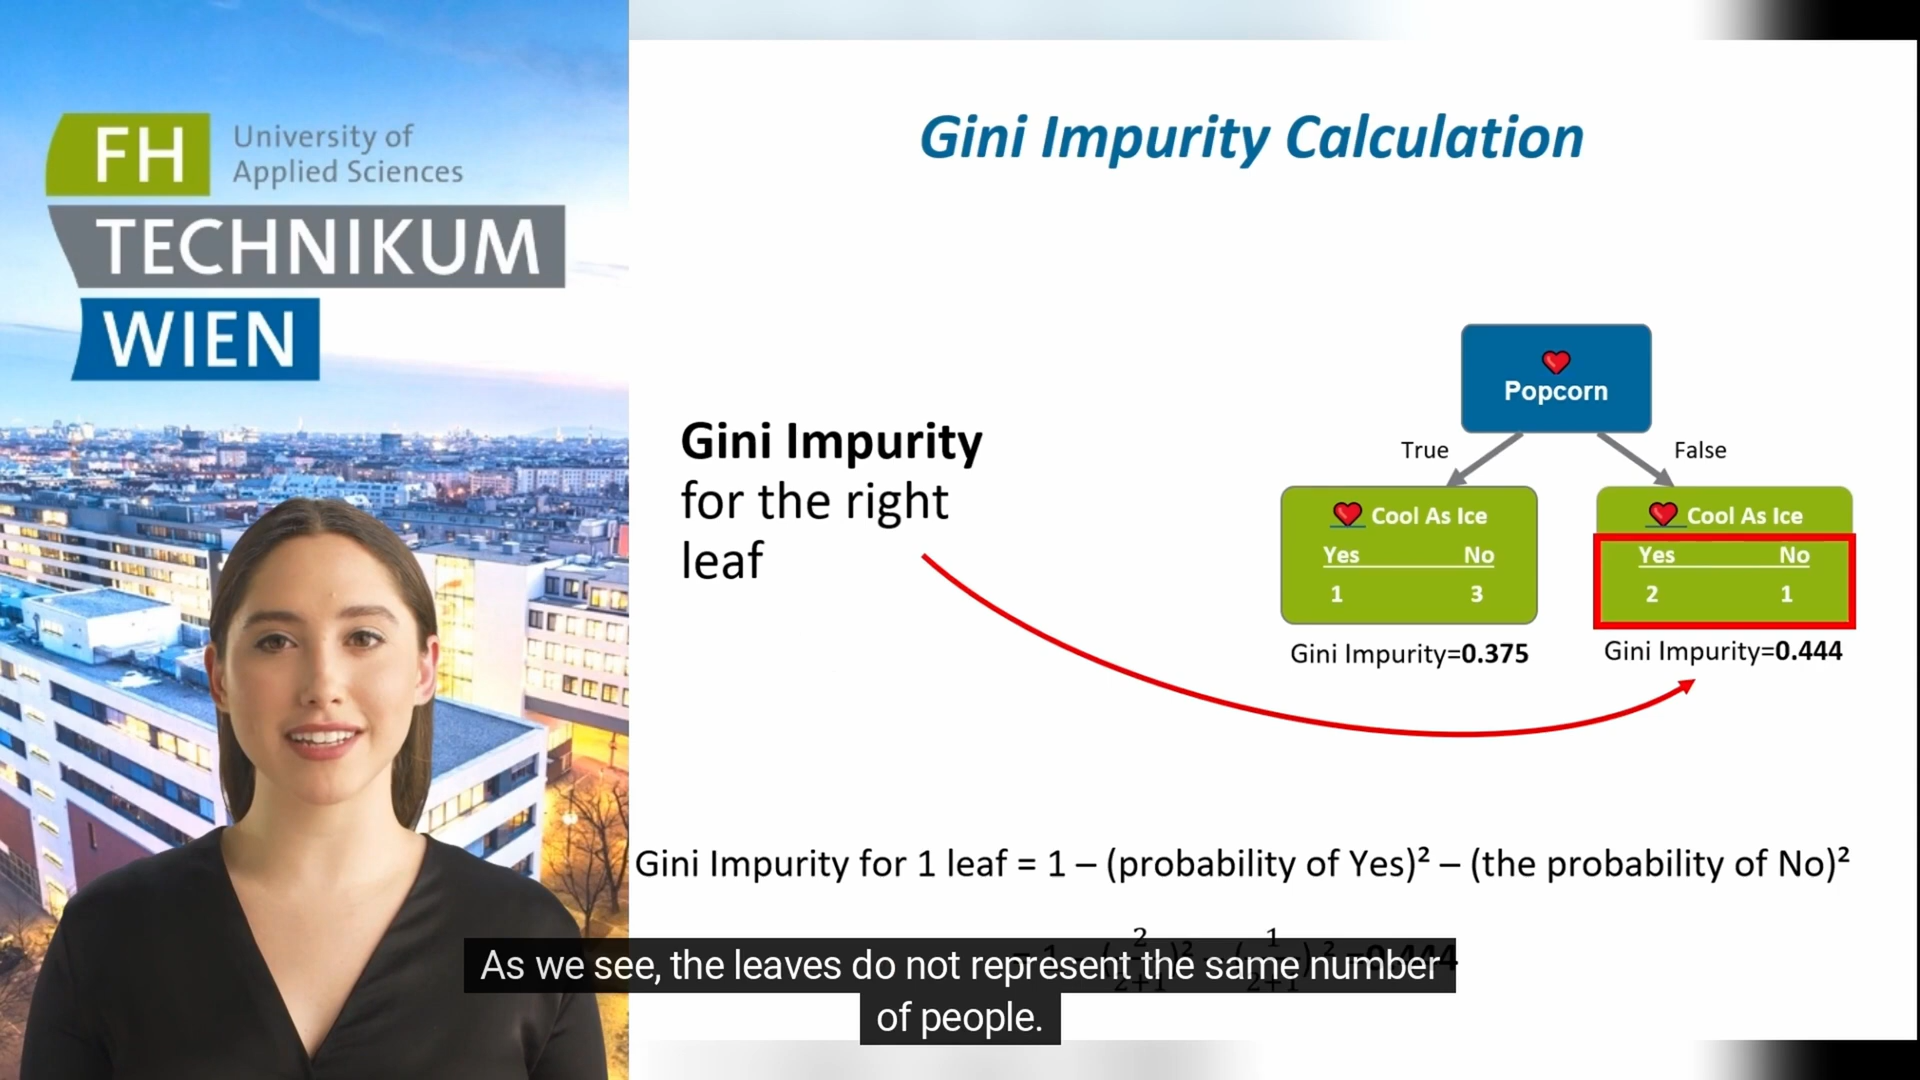 FH
University of
Applied Sciences
TECHNIKUM
WIEN
Gini Impurity Calculation
Popcorn
True
False
Gini Impurity
for the right
leaf
Cool As Ice
Yes No
1 3
Gini Impurity=0.375
Cool As Ice
Yes No
2 1
Gini Impurity=0.444
Gini Impurity for 1 leaf = 1 – (probability of Yes)² – (the probability of No)²
As we see, the leaves do not represent the same number
of people.